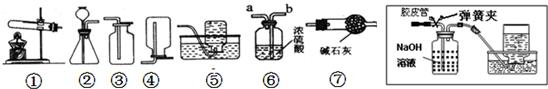 a b
浓硫酸
碱石灰
① ② ③ ④ ⑤ ⑥ ⑦
胶皮管 弹簧夹
NaOH
溶液